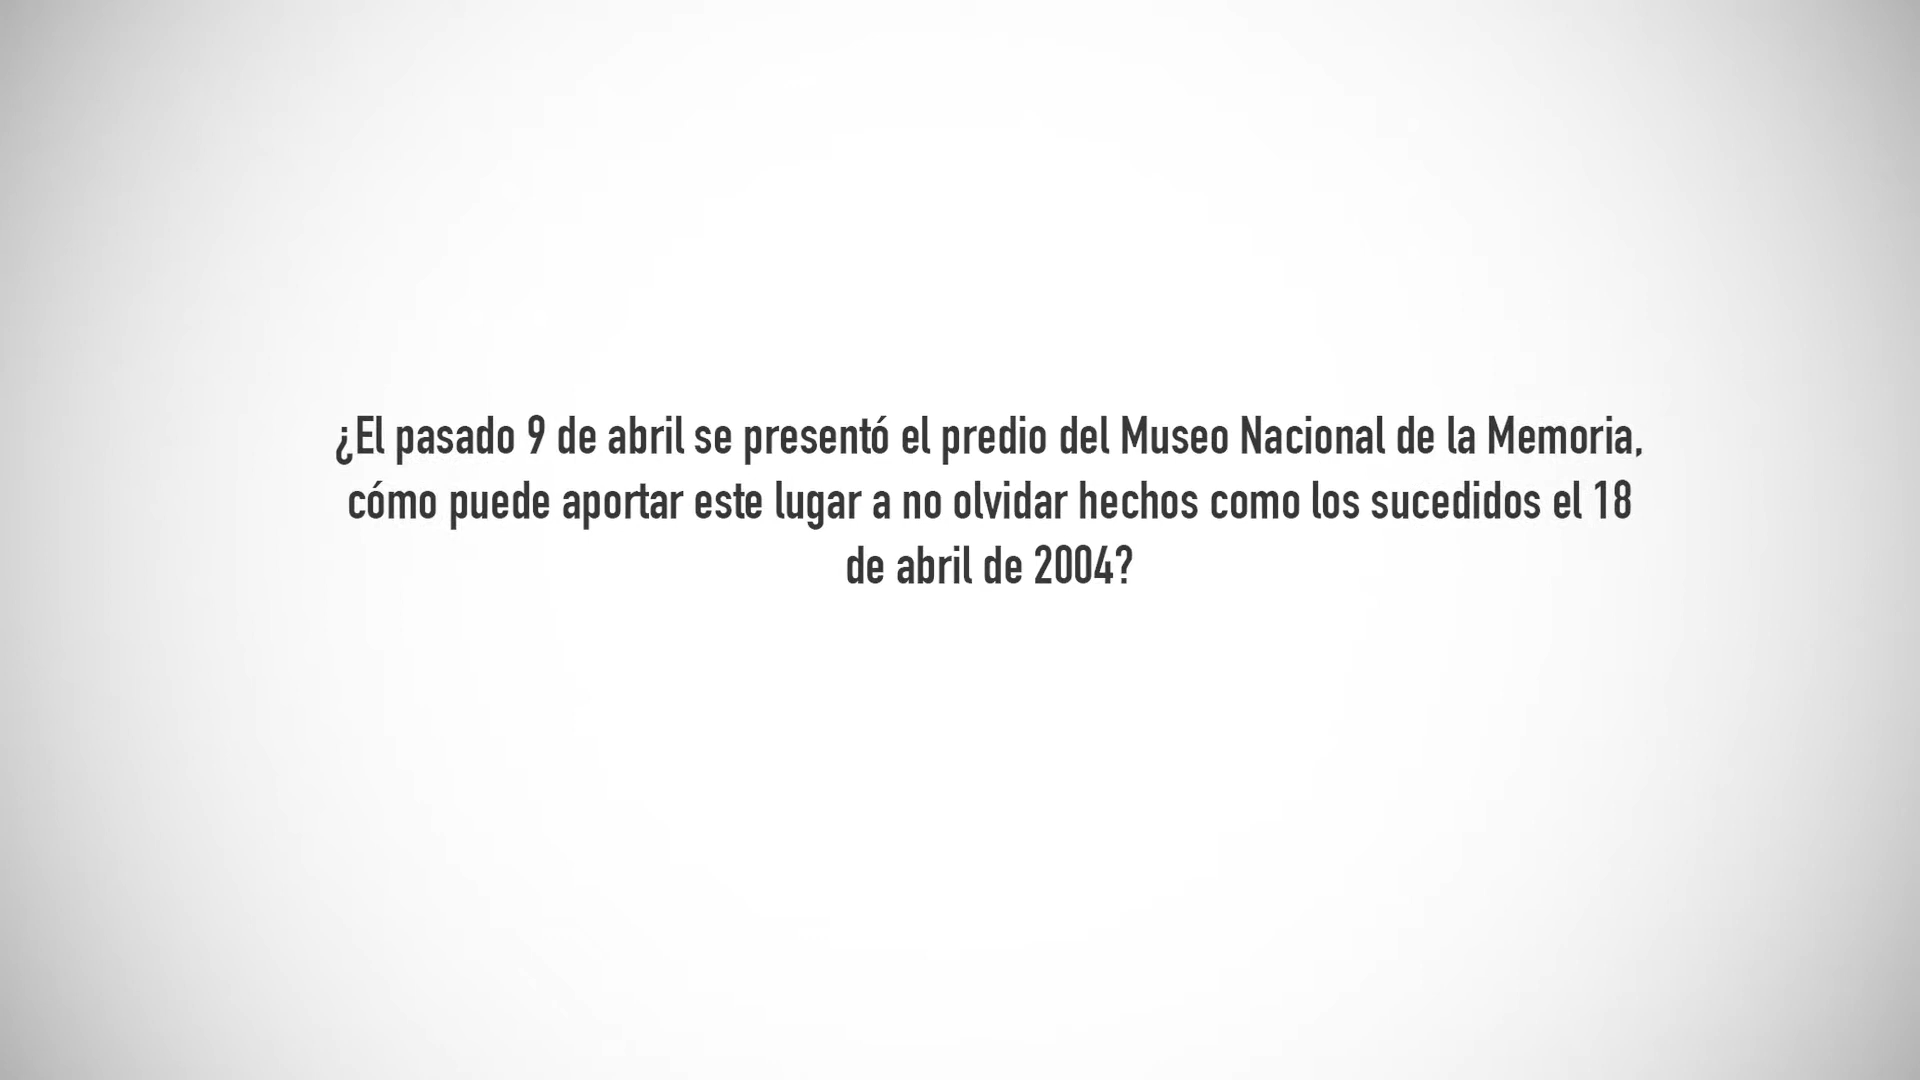 ¿El pasado 9 de abril se presentó el predio del Museo Nacional de la Memoria,
cómo puede aportar este lugar a no olvidar hechos como los sucedidos el 18
de abril de 2004?